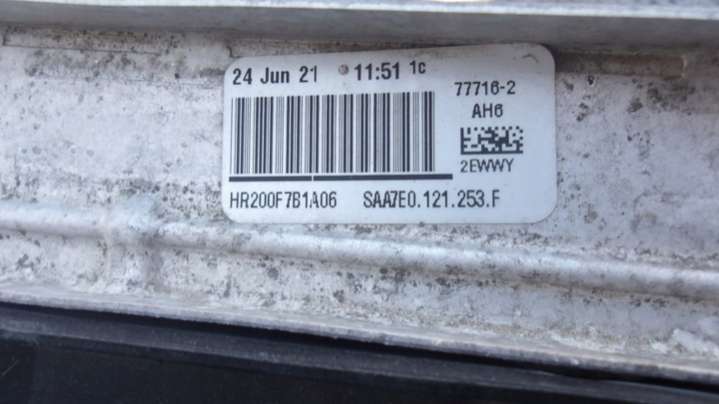 24 Jun 21 11:51 1c
77716-2
AH6
2EWWY
HR200F7B1A06 SAA7E0.121.253.F